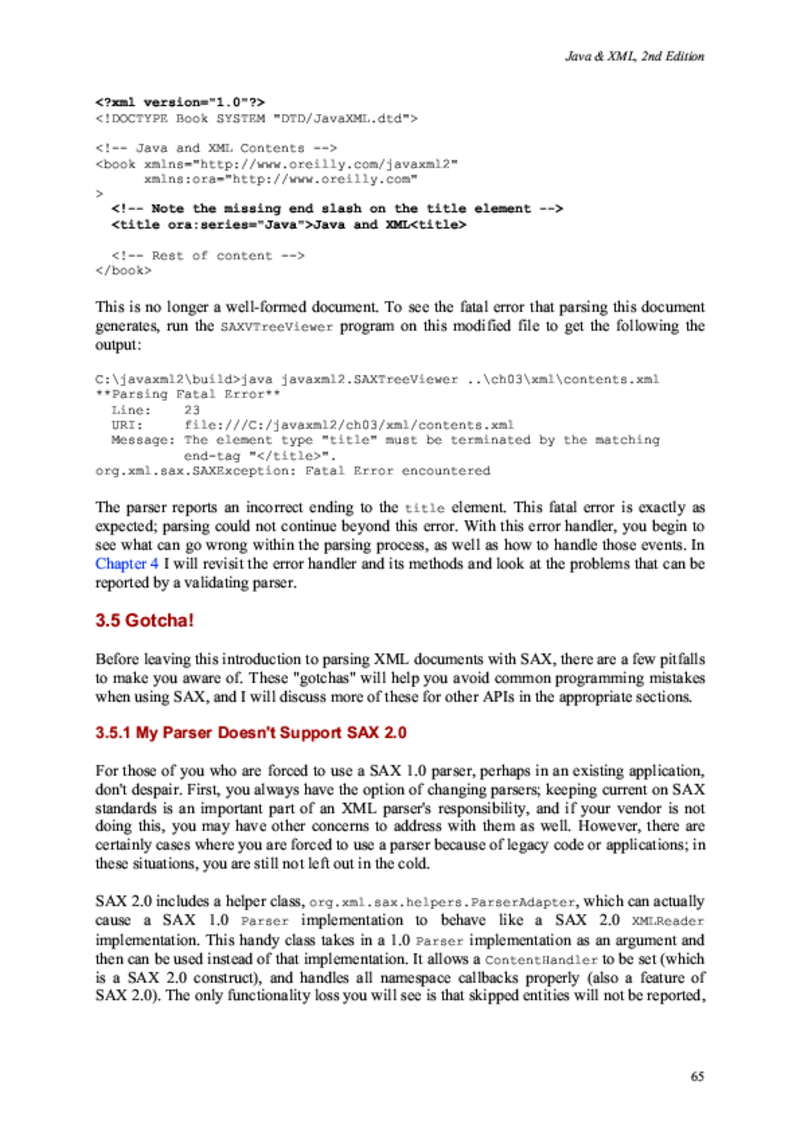 Java & XML, 2nd Edition
<?xml version="1.0"?>
<!DOCTYPE Book SYSTEM "DTD/JavaXML.dtd">
<!-- Java and XML Contents -->
<book xmlns="http://www.oreilly.com/javaxml2"
xmlns:ora="http://www.oreilly.com"
>
<!-- Note the missing end slash on the title element -->
<title ora:series="Java">Java and XML<title>
<!-- Rest of content -->
</book>
This is no longer a well-formed document. To see the fatal error that parsing this document
generates, run the SAXVTreeViewer program on this modified file to get the following the
output:
C:\javaxml2\build>java javaxml2.SAXTreeViewer ..\ch03\xml\contents.xml
**Parsing Fatal Error**
Line: 23
URI: file:///C:/javaxml2/ch03/xml/contents.xml
Message: The element type "title" must be terminated by the matching
end-tag "</title>".
org.xml.sax.SAXException: Fatal Error encountered
The parser reports an incorrect ending to the title element. This fatal error is exactly as
expected; parsing could not continue beyond this error. With this error handler, you begin to
see what can go wrong within the parsing process, as well as how to handle those events. In
Chapter 4 I will revisit the error handler and its methods and look at the problems that can be
reported by a validating parser.
3.5 Gotcha!
Before leaving this introduction to parsing XML documents with SAX, there are a few pitfalls
to make you aware of. These "gotchas" will help you avoid common programming mistakes
when using SAX, and I will discuss more of these for other APIs in the appropriate sections.
3.5.1 My Parser Doesn't Support SAX 2.0
For those of you who are forced to use a SAX 1.0 parser, perhaps in an existing application,
don't despair. First, you always have the option of changing parsers; keeping current on SAX
standards is an important part of an XML parser's responsibility, and if your vendor is not
doing this, you may have other concerns to address with them as well. However, there are
certainly cases where you are forced to use a parser because of legacy code or applications; in
these situations, you are still not left out in the cold.
SAX 2.0 includes a helper class, org.xml.sax.helpers.ParserAdapter, which can actually
cause a SAX 1.0 Parser implementation to behave like a SAX 2.0 XMLReader
implementation. This handy class takes in a 1.0 Parser implementation as an argument and
then can be used instead of that implementation. It allows a ContentHandler to be set (which
is a SAX 2.0 construct), and handles all namespace callbacks properly (also a feature of
SAX 2.0). The only functionality loss you will see is that skipped entities will not be reported,
65